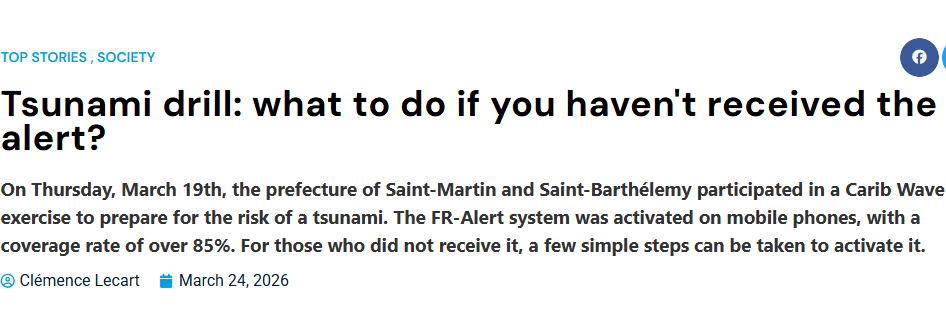 TOP STORIES , SOCIETY
Tsunami drill: what to do if you haven't received the
alert?
On Thursday, March 19th, the prefecture of Saint-Martin and Saint-Barthélemy participated in a Carib Wave
exercise to prepare for the risk of a tsunami. The FR-Alert system was activated on mobile phones, with a
coverage rate of over 85%. For those who did not receive it, a few simple steps can be taken to activate it.
Clémence Lecart March 24, 2026